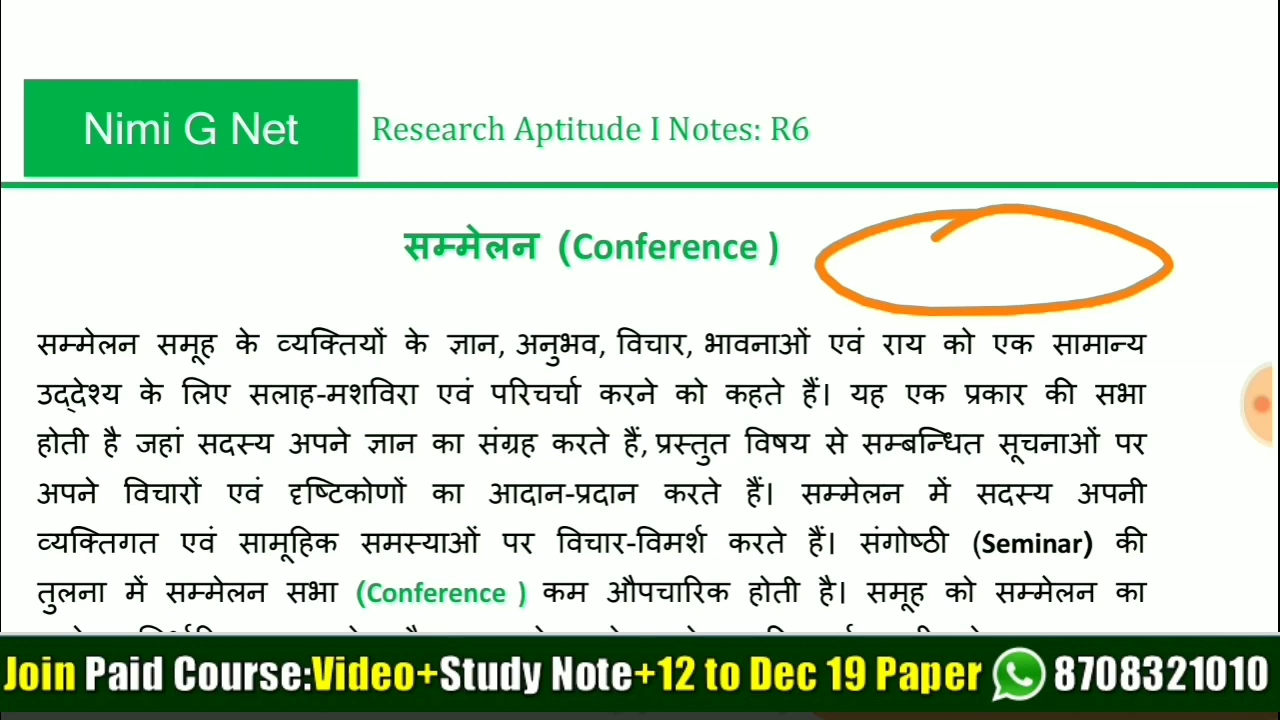 Nimi G Net
Research Aptitude I Notes: R6
सम्मेलन (Conference )
सम्मेलन समूह के व्यक्तियों के ज्ञान, अनुभव, विचार, भावनाओं एवं राय को एक सामान्य
उद्देश्य के लिए सलाह-मशविरा एवं परिचर्चा करने को कहते हैं। यह एक प्रकार की सभा
होती है जहां सदस्य अपने ज्ञान का संग्रह करते हैं, प्रस्तुत विषय से सम्बन्धित सूचनाओं पर
अपने विचारों एवं दृष्टिकोणों का आदान-प्रदान करते हैं। सम्मेलन में सदस्य अपनी
व्यक्तिगत एवं सामूहिक समस्याओं पर विचार-विमर्श करते हैं। संगोष्ठी (Seminar) की
तुलना में सम्मेलन सभा (Conference ) कम औपचारिक होती है। समूह को सम्मेलन का
Join Paid Course:Video+Study Note+12 to Dec 19 Paper 8708321010